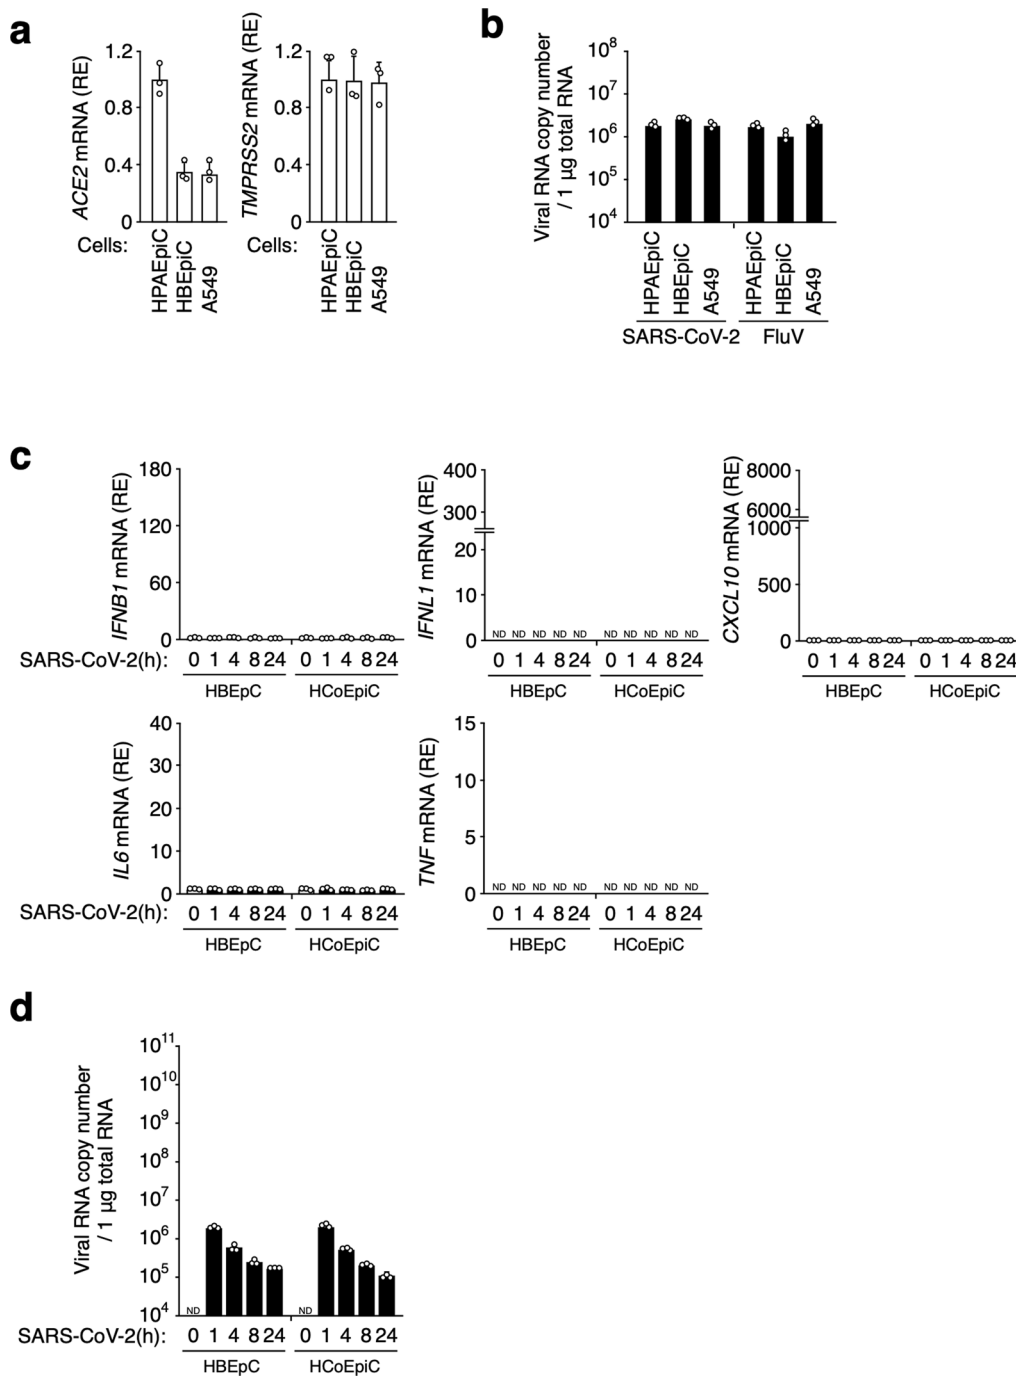 a
ACE2 mRNA (RE)
1.2
0.8
0.4
0
Cells:
HPAEpiC
HBEpiC
A549
TMPRSS2 mRNA (RE)
1.2
0.8
0.4
0
Cells:
HPAEpiC
HBEpiC
A549
b
Viral RNA copy number
/ 1 μg total RNA
10⁸
10⁷
10⁶
10⁵
10⁴
HPAEpiC
HBEpiC
A549
HPAEpiC
HBEpiC
A549
SARS-CoV-2 FluV
c
IFNB1 mRNA (RE)
180
120
60
0
SARS-CoV-2(h): 0 1 4 8 24 0 1 4 8 24
HBEpC HCoEpiC
IFNL1 mRNA (RE)
400
300
20
10
0
ND ND ND ND ND ND ND ND ND ND
0 1 4 8 24 0 1 4 8 24
HBEpC HCoEpiC
CXCL10 mRNA (RE)
8000
6000
1000
500
0
0 1 4 8 24 0 1 4 8 24
HBEpC HCoEpiC
IL6 mRNA (RE)
40
30
20
10
0
SARS-CoV-2(h): 0 1 4 8 24 0 1 4 8 24
HBEpC HCoEpiC
TNF mRNA (RE)
15
10
5
0
ND ND ND ND ND ND ND ND ND ND
0 1 4 8 24 0 1 4 8 24
HBEpC HCoEpiC
d
Viral RNA copy number
/ 1 μg total RNA
10¹¹
10¹⁰
10⁹
10⁸
10⁷
10⁶
10⁵
10⁴
ND ND
SARS-CoV-2(h): 0 1 4 8 24 0 1 4 8 24
HBEpC HCoEpiC